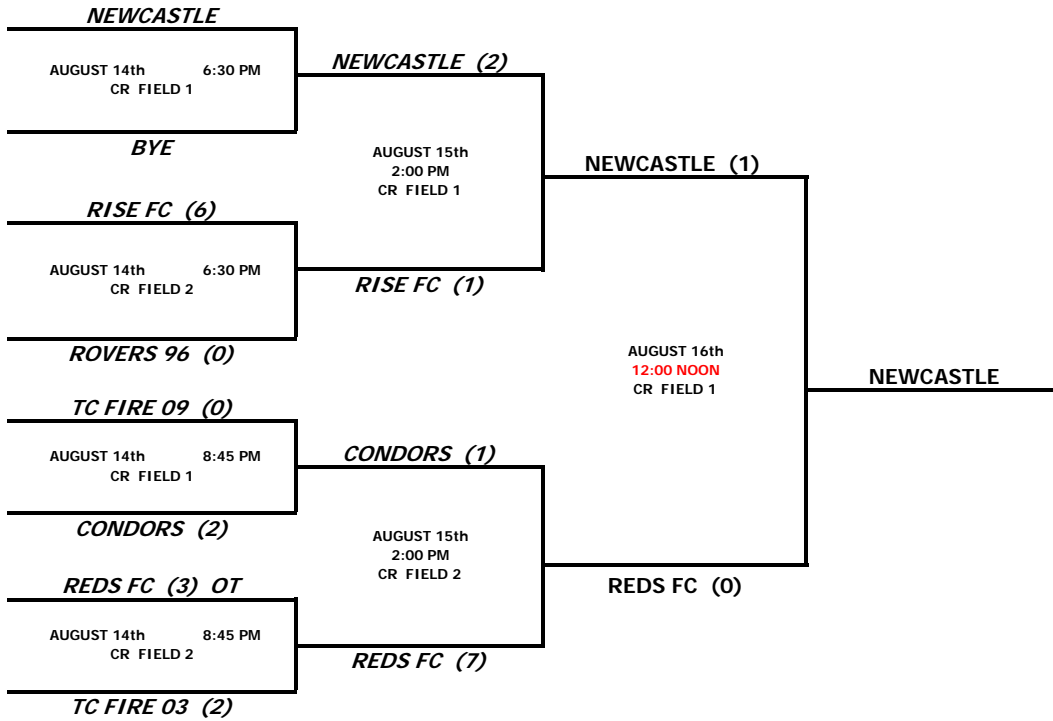 NEWCASTLE
AUGUST 14th 6:30 PM
CR FIELD 1
BYE
RISE FC (6)
AUGUST 14th 6:30 PM
CR FIELD 2
ROVERS 96 (0)
TC FIRE 09 (0)
AUGUST 14th 8:45 PM
CR FIELD 1
CONDORS (2)
REDS FC (3) OT
AUGUST 14th 8:45 PM
CR FIELD 2
TC FIRE 03 (2)
NEWCASTLE (2)
AUGUST 15th
2:00 PM
CR FIELD 1
RISE FC (1)
CONDORS (1)
AUGUST 15th
2:00 PM
CR FIELD 2
REDS FC (7)
NEWCASTLE (1)
AUGUST 16th
12:00 NOON
CR FIELD 1
REDS FC (0)
NEWCASTLE